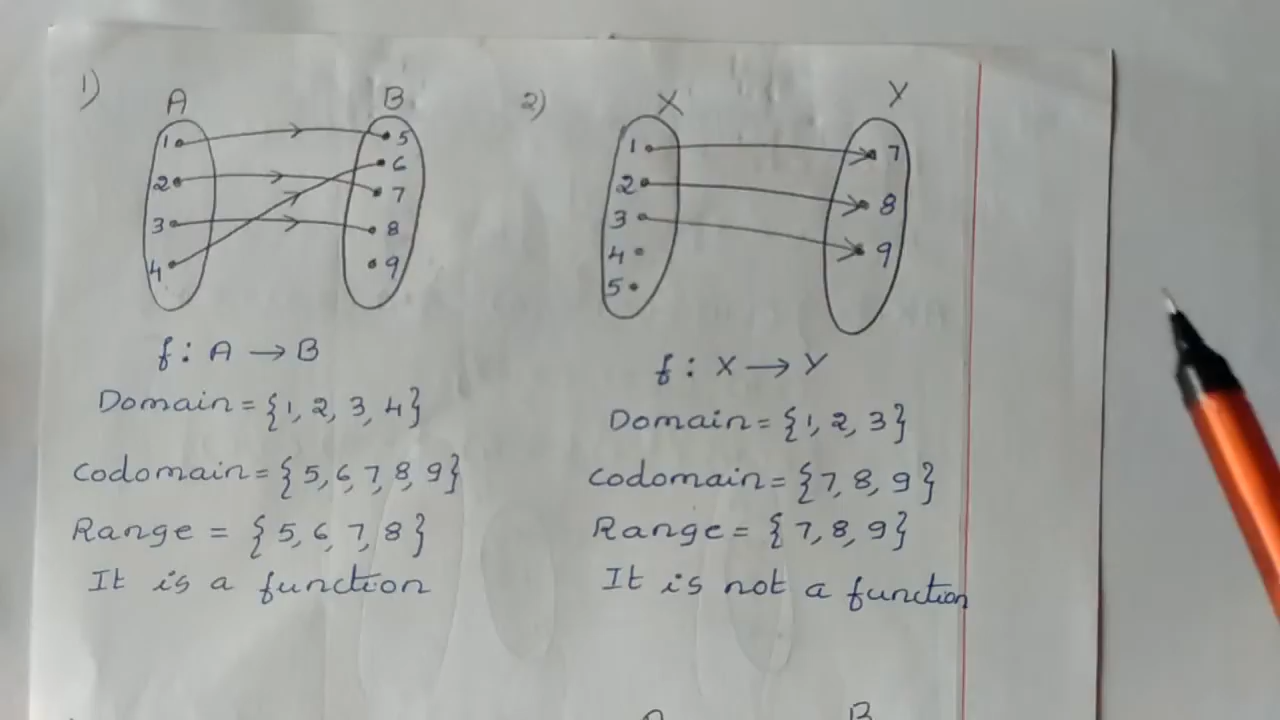 1)
A B
1 5
2 6
3 7
4 8
9
f : A → B
Domain = {1, 2, 3, 4}
Codomain = {5, 6, 7, 8, 9}
Range = {5, 6, 7, 8}
It is a function
2)
X Y
1 7
2 8
3 9
4
5
f : X → Y
Domain = {1, 2, 3}
Codomain = {7, 8, 9}
Range = {7, 8, 9}
It is not a function
B